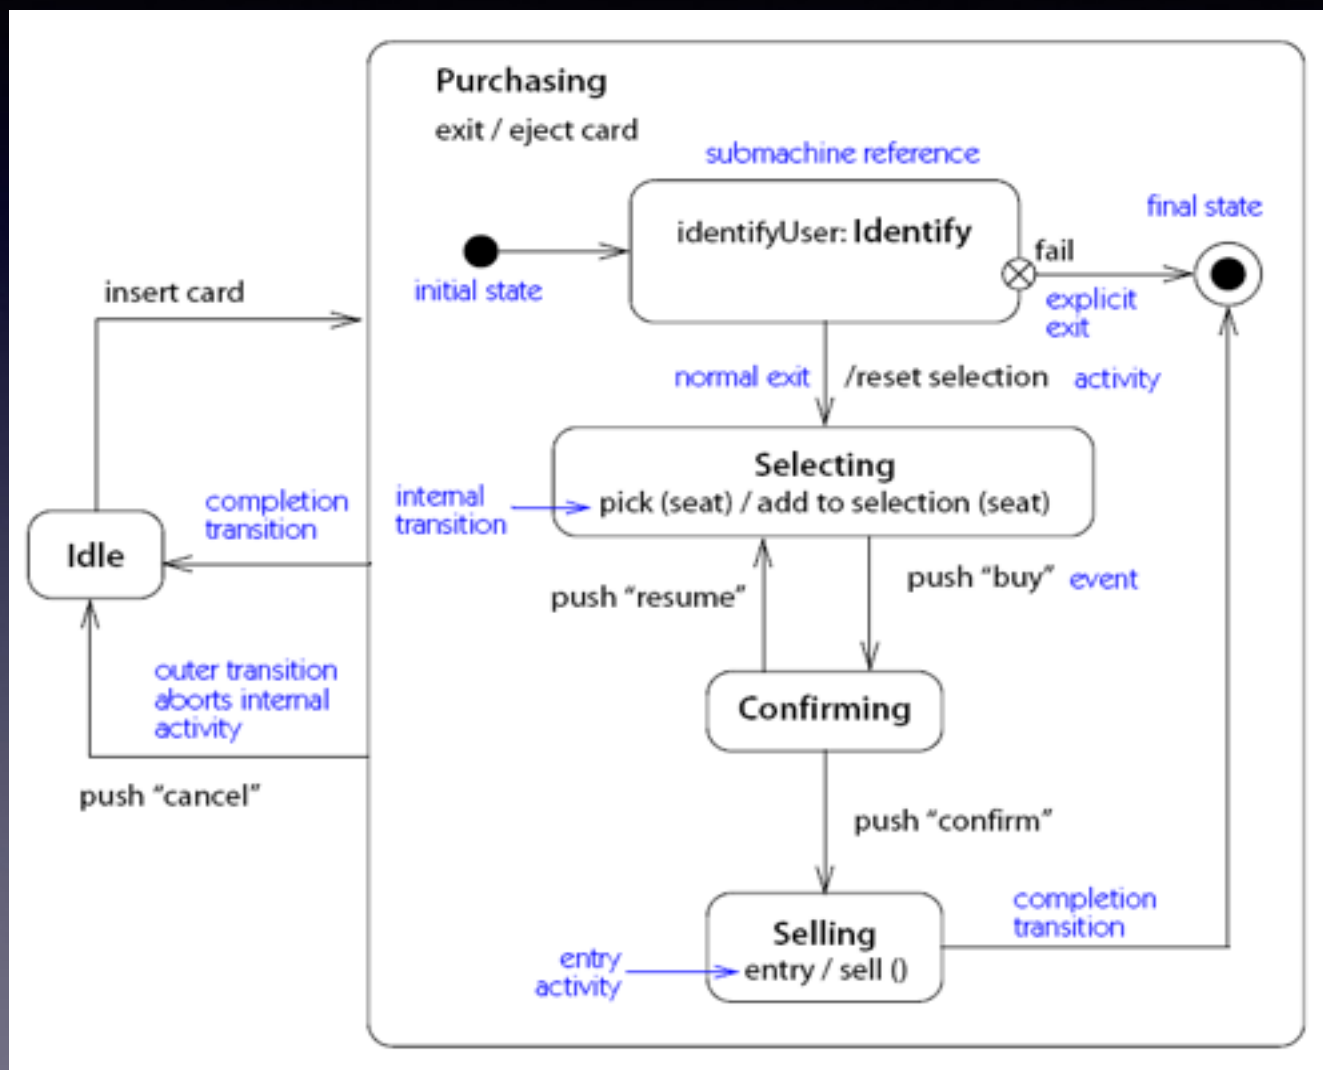 Purchasing
exit / eject card
submachine reference
identifyUser: Identify
final state
fail
initial state
explicit
exit
insert card
normal exit
/reset selection
activity
Selecting
pick (seat) / add to selection (seat)
internal
transition
completion
transition
Idle
push "resume"
push "buy"
event
outer transition
aborts internal
activity
push "cancel"
Confirming
push "confirm"
Selling
entry / sell ()
entry
activity
completion
transition